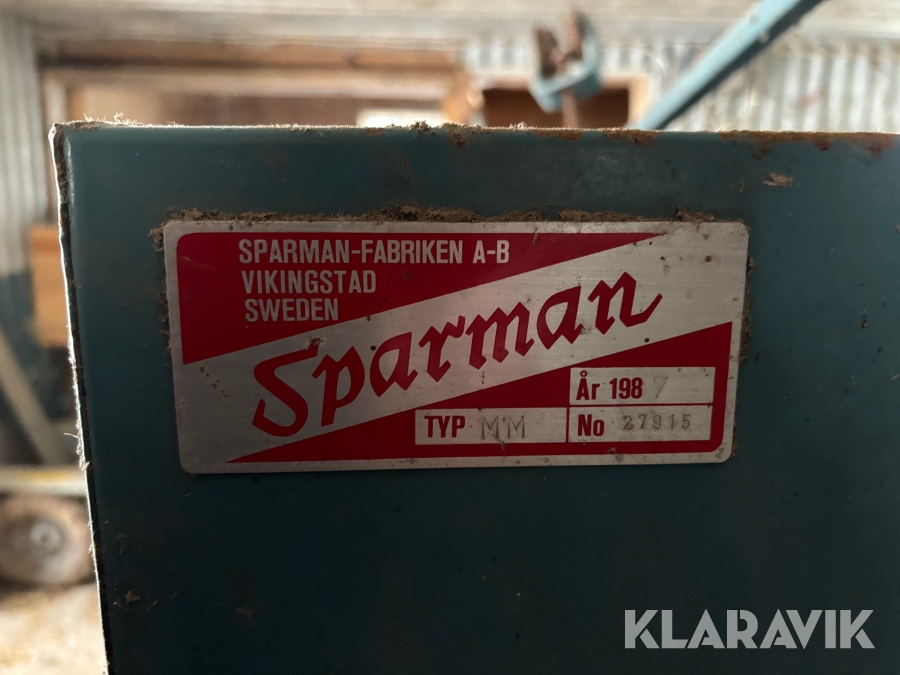 SPARMAN-FABRIKEN A-B
VIKINGSTAD
SWEDEN
Sparman
År 1987
TYP MM
No 27915
KLARAVIK